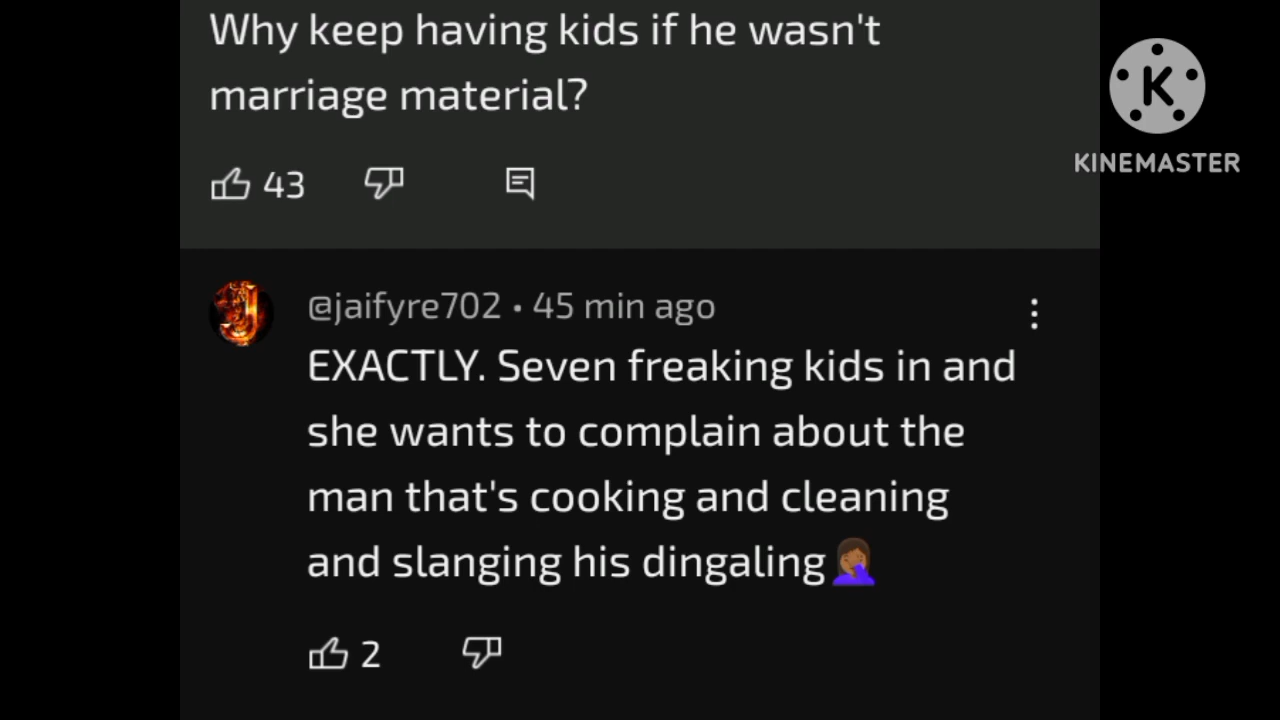 Why keep having kids if he wasn't
marriage material?
43
KINEMASTER
@jaifyre702 • 45 min ago
EXACTLY. Seven freaking kids in and
she wants to complain about the
man that's cooking and cleaning
and slanging his dingaling🤦🏾‍♀️
2